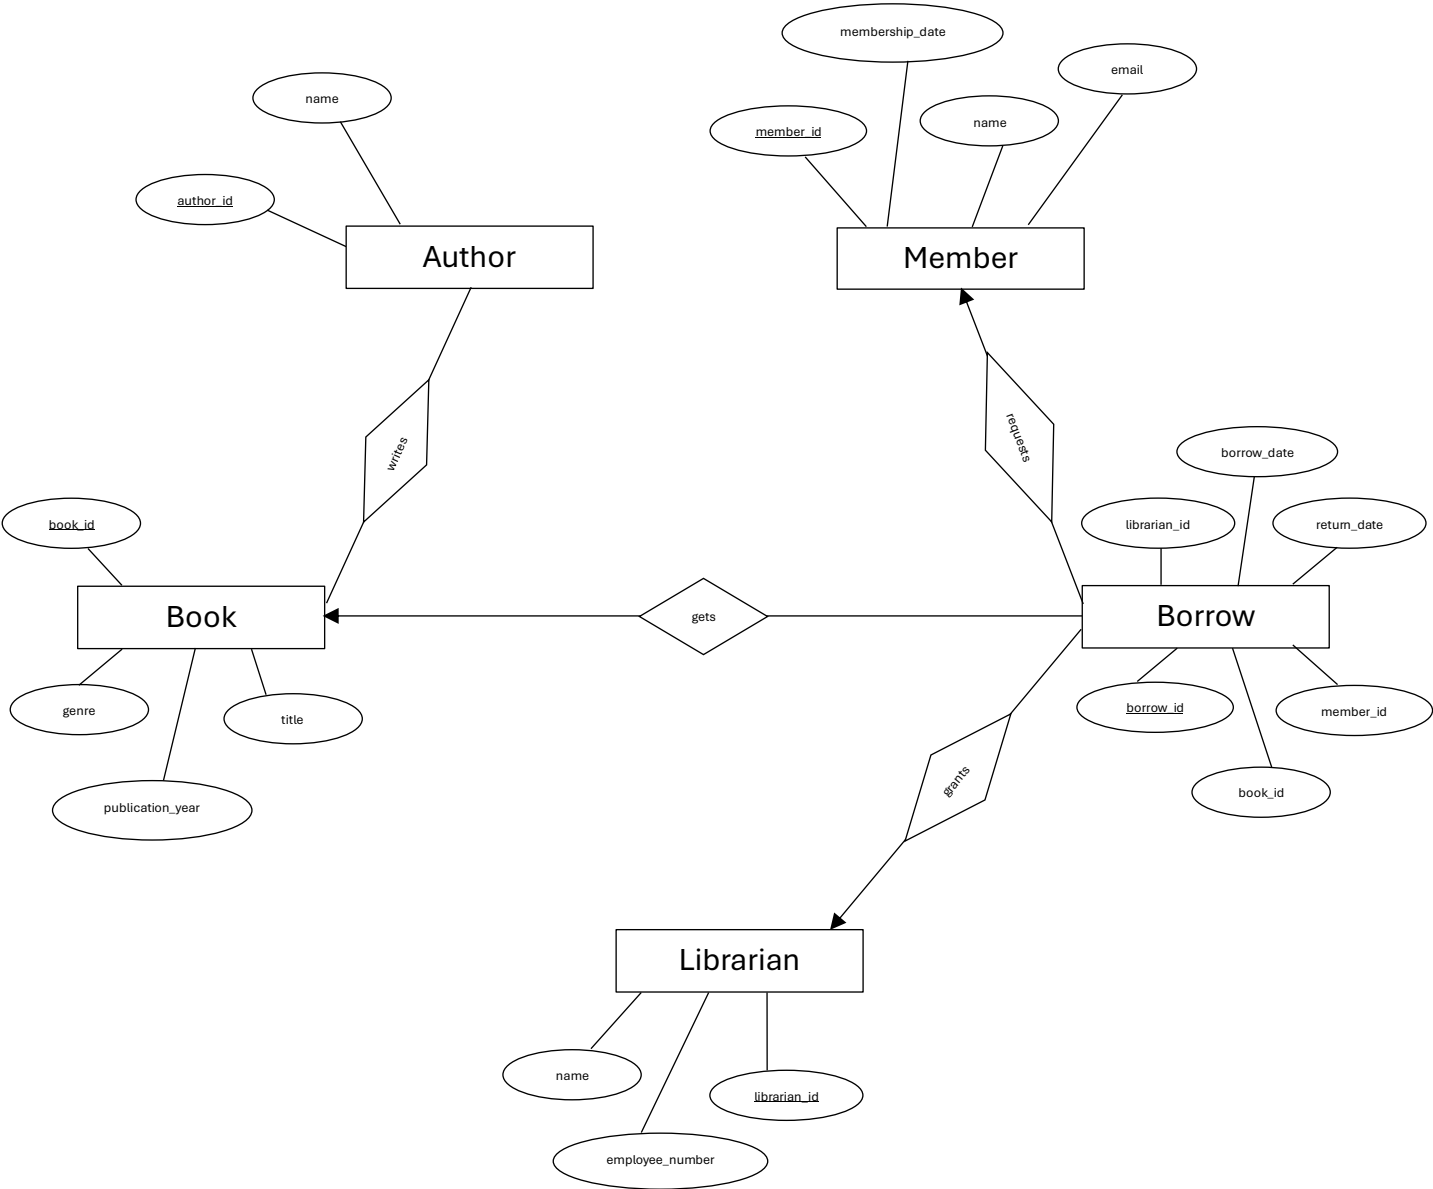 membership_date
email
name
name
member_id
author_id
Author
Member
writes
requests
borrow_date
book_id
librarian_id
return_date
Book
gets
Borrow
genre
title
borrow_id
member_id
publication_year
grants
book_id
Librarian
name
librarian_id
employee_number